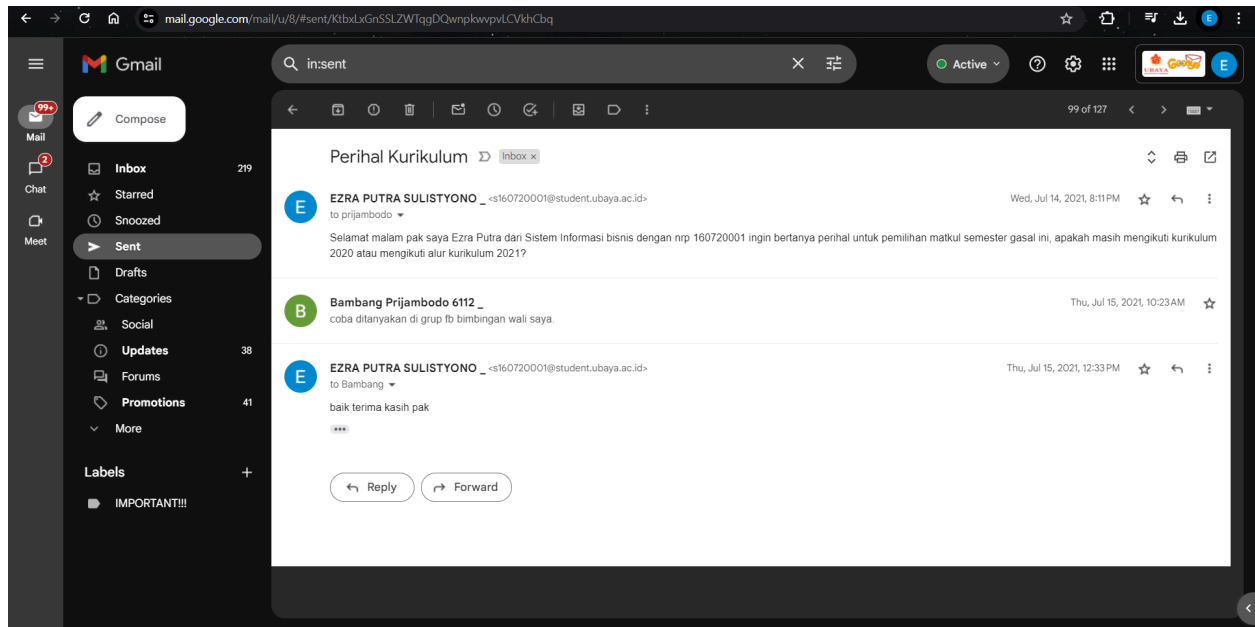 mail.google.com/mail/u/8/#sent/KtbxLxGnSSLZWTqgDQwnpkwvpvLCVkhCbq
E
Gmail
in:sent
Active
UBAYA
E
99+
Mail
Compose
99 of 127
2
Chat
Meet
Inbox 219
Starred
Snoozed
Sent
Drafts
Categories
Social
Updates 38
Forums
Promotions 41
More
Labels +
IMPORTANT!!!
Perihal Kurikulum Inbox ×
E
EZRA PUTRA SULISTYONO _ <s160720001@student.ubaya.ac.id> Wed, Jul 14, 2021, 8:11 PM
to prijambodo
Selamat malam pak saya Ezra Putra dari Sistem Informasi bisnis dengan nrp 160720001 ingin bertanya perihal untuk pemilihan matkul semester gasal ini, apakah masih mengikuti kurikulum
2020 atau mengikuti alur kurikulum 2021?
B
Bambang Prijambodo 6112 _ Thu, Jul 15, 2021, 10:23 AM
coba ditanyakan di grup fb bimbingan wali saya.
E
EZRA PUTRA SULISTYONO _ <s160720001@student.ubaya.ac.id> Thu, Jul 15, 2021, 12:33 PM
to Bambang
baik terima kasih pak
Reply Forward